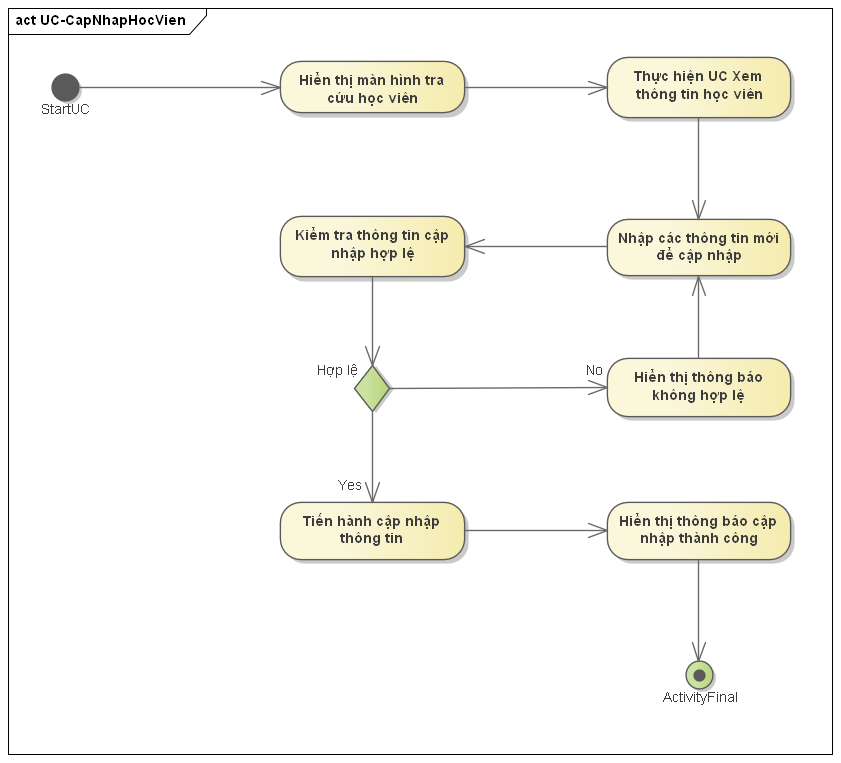 act UC-CapNhapHocVien
StartUC
Hiển thị màn hình tra
cứu học viên
Thực hiện UC Xem
thông tin học viên
Kiểm tra thông tin cập
nhập hợp lệ
Nhập các thông tin mới
để cập nhập
Hợp lệ
No
Hiển thị thông báo
không hợp lệ
Yes
Tiến hành cập nhập
thông tin
Hiển thị thông báo cập
nhập thành công
ActivityFinal